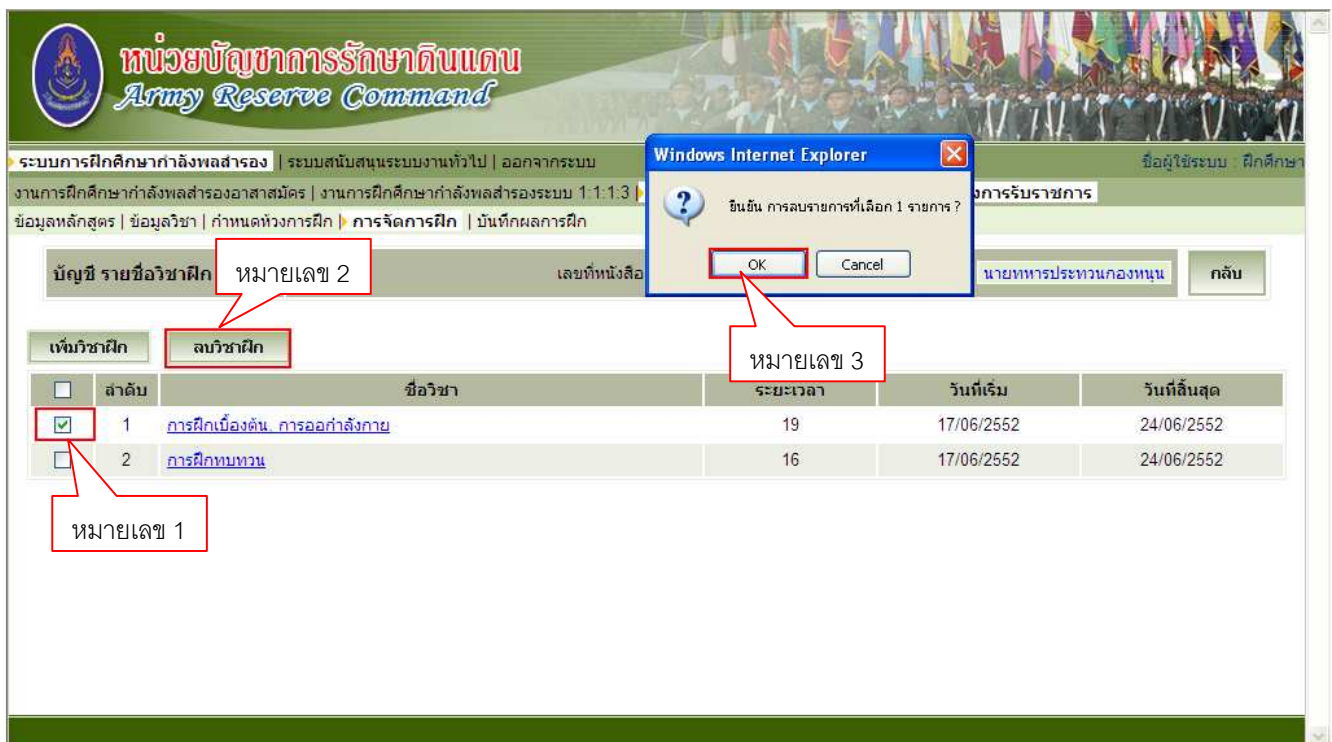 หน่วยบัญชาการรักษาดินแดน
Army Reserve Command
ระบบการฝึกศึกษากำลังพลสำรอง | ระบบสนับสนุนระบบงานทั่วไป | ออกจากระบบ
ชื่อผู้ใช้ระบบ : ฝึกศึกษา
งานการฝึกศึกษากำลังพลสำรองอาสาสมัคร | งานการฝึกศึกษากำลังพลสำรองระบบ 1:1:1:3
การรับราชการ
ข้อมูลหลักสูตร | ข้อมูลวิชา | กำหนดห้วงการฝึก | การจัดการฝึก | บันทึกผลการฝึก
Windows Internet Explorer
ยืนยัน การลบรายการที่เลือก 1 รายการ ?
OK Cancel
บัญชี รายชื่อวิชาฝึก
หมายเลข 2
เลขที่หนังสือ
นายทหารประทวนกองหนุน
กลับ
เพิ่มวิชาฝึก
ลบวิชาฝึก
หมายเลข 3
ลำดับ ชื่อวิชา ระยะเวลา วันที่เริ่ม วันที่สิ้นสุด
1 การฝึกเบื้องต้น. การออกำลังกาย 19 17/06/2552 24/06/2552
2 การฝึกทบทวน 16 17/06/2552 24/06/2552
หมายเลข 1